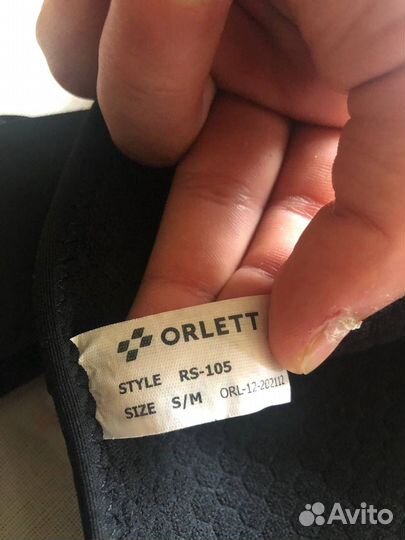 ORLETT
STYLE RS-105
SIZE S/M ORL-12-202112
Avito